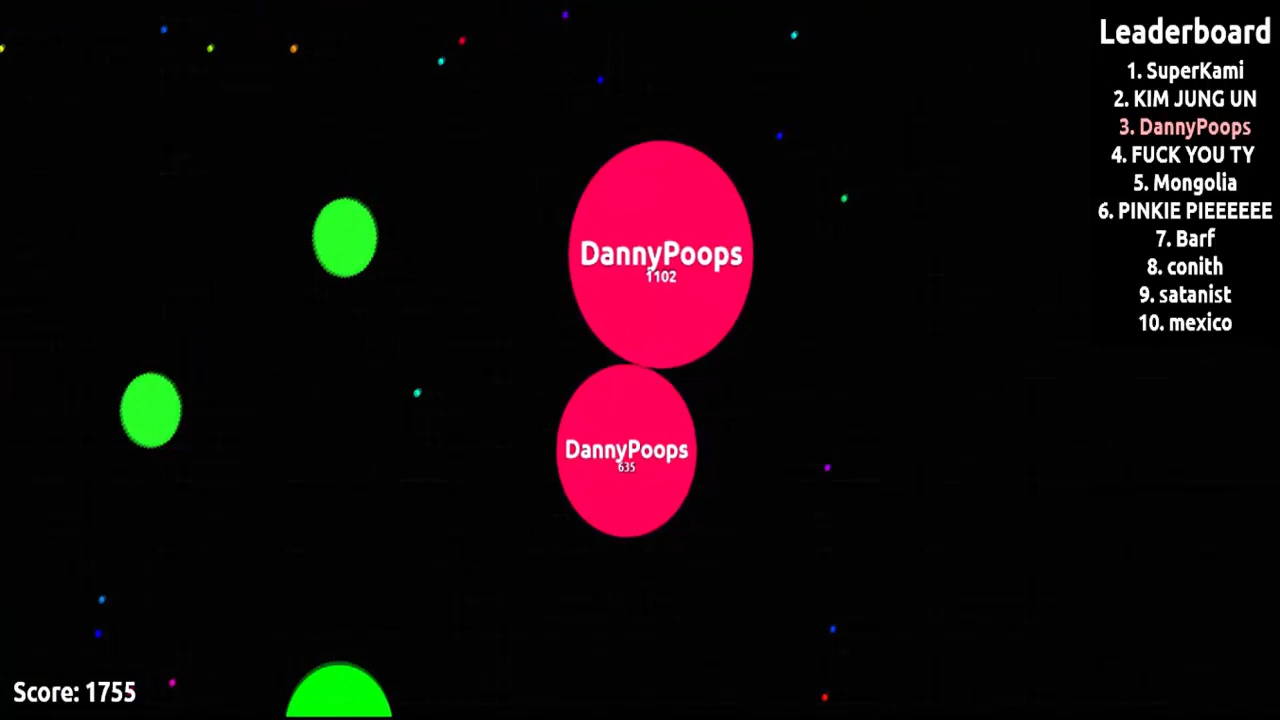 Leaderboard
1. SuperKami
2. KIM JUNG UN
3. DannyPoops
4. FUCK YOU TY
5. Mongolia
6. PINKIE PIEEEEEE
7. Barf
8. conith
9. satanist
10. mexico
DannyPoops
1102
DannyPoops
635
Score: 1755